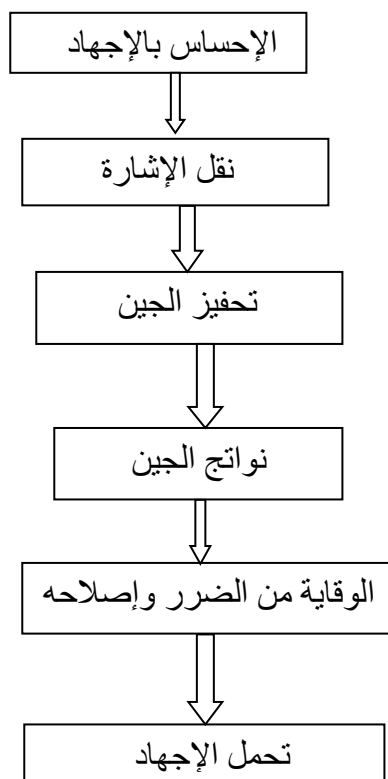 الإحساس بالإجهاد
نقل الإشارة
تحفيز الجين
نواتج الجين
الوقاية من الضرر وإصلاحه
تحمل الإجهاد